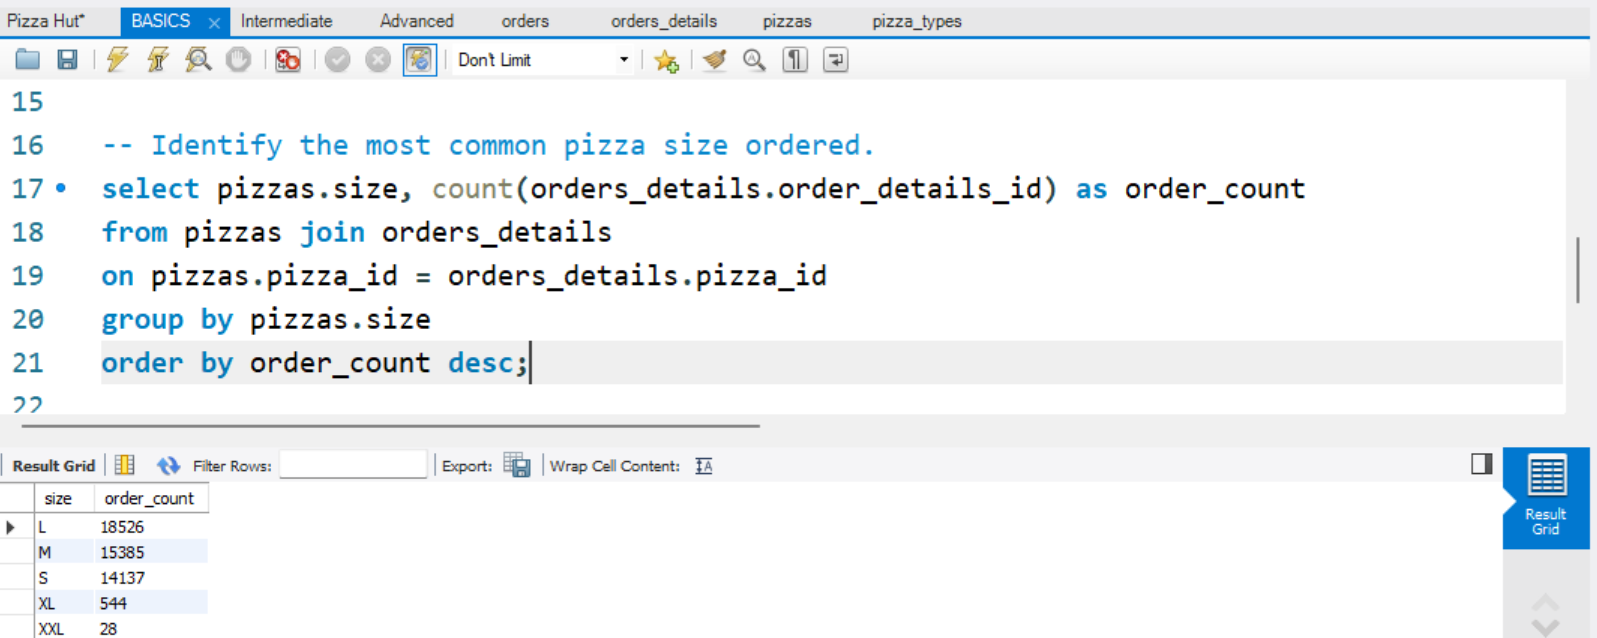 Pizza Hut* BASICS × Intermediate Advanced orders orders_details pizzas pizza_types
Don't Limit
15
16 -- Identify the most common pizza size ordered.
17 select pizzas.size, count(orders_details.order_details_id) as order_count
18 from pizzas join orders_details
19 on pizzas.pizza_id = orders_details.pizza_id
20 group by pizzas.size
21 order by order_count desc;
22
Result Grid Filter Rows: Export: Wrap Cell Content: IA
size order_count
L 18526
M 15385
S 14137
XL 544
XXL 28
Result
Grid